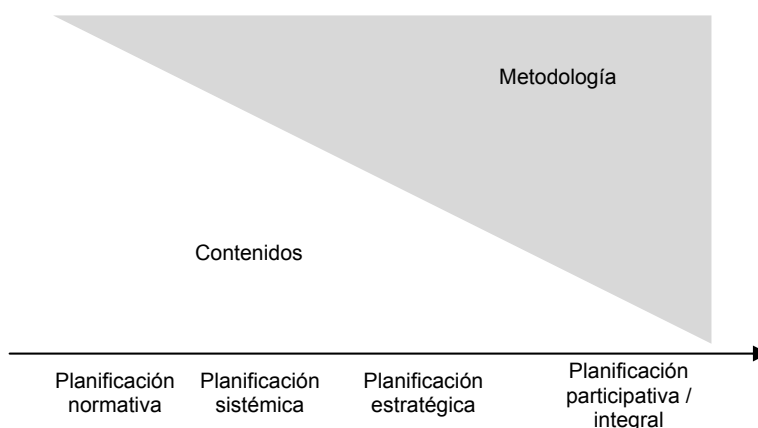 Metodología
Contenidos
Planificación
normativa
Planificación
sistémica
Planificación
estratégica
Planificación
participativa /
integral